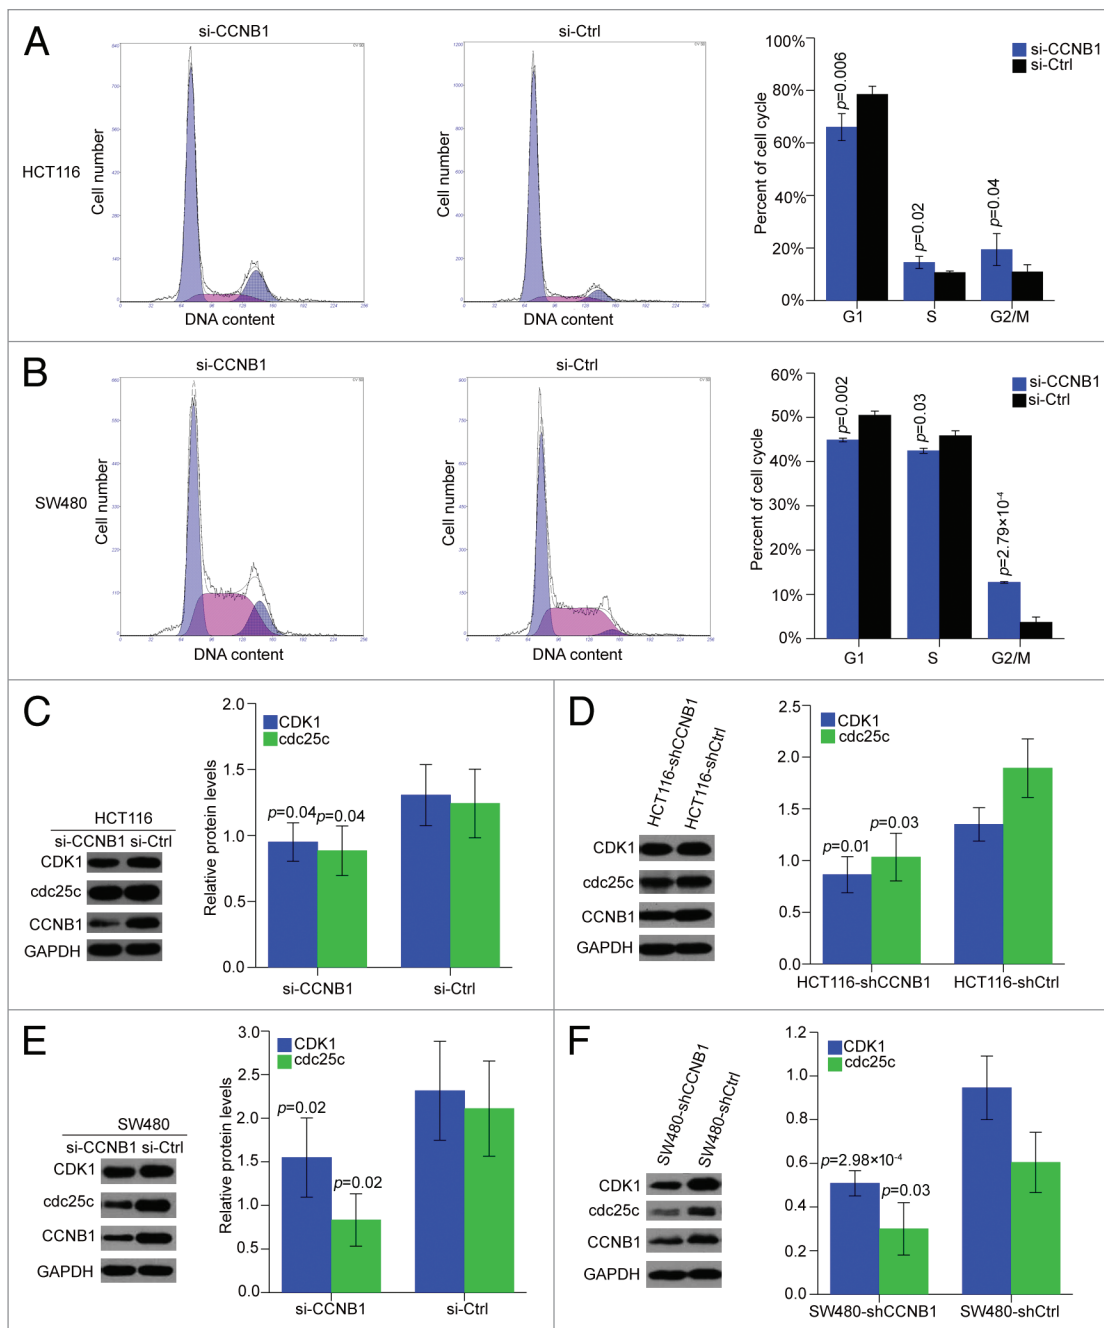 A
si-CCNB1
si-Ctrl
HCT116
Cell number
DNA content
Cell number
DNA content
Percent of cell cycle
100%
80%
60%
40%
20%
0%
si-CCNB1
si-Ctrl
p=0.006
p=0.02
p=0.04
G1
S
G2/M
B
si-CCNB1
si-Ctrl
SW480
Cell number
DNA content
Cell number
DNA content
Percent of cell cycle
60%
50%
40%
30%
20%
10%
0%
si-CCNB1
si-Ctrl
p=0.002
p=0.03
p=2.79×10⁻⁴
G1
S
G2/M
C
HCT116
si-CCNB1 si-Ctrl
CDK1
cdc25c
CCNB1
GAPDH
Relative protein levels
2.0
1.5
1.0
0.5
0.0
CDK1
cdc25c
p=0.04
p=0.04
si-CCNB1
si-Ctrl
D
HCT116-shCCNB1
HCT116-shCtrl
CDK1
cdc25c
CCNB1
GAPDH
2.5
2.0
1.5
1.0
0.5
0.0
CDK1
cdc25c
p=0.01
p=0.03
HCT116-shCCNB1
HCT116-shCtrl
E
SW480
si-CCNB1 si-Ctrl
CDK1
cdc25c
CCNB1
GAPDH
Relative protein levels
3.0
2.5
2.0
1.5
1.0
0.5
0.0
CDK1
cdc25c
p=0.02
p=0.02
si-CCNB1
si-Ctrl
F
SW480-shCCNB1
SW480-shCtrl
CDK1
cdc25c
CCNB1
GAPDH
1.2
1.0
0.8
0.6
0.4
0.2
0.0
CDK1
cdc25c
p=2.98×10⁻⁴
p=0.03
SW480-shCCNB1
SW480-shCtrl